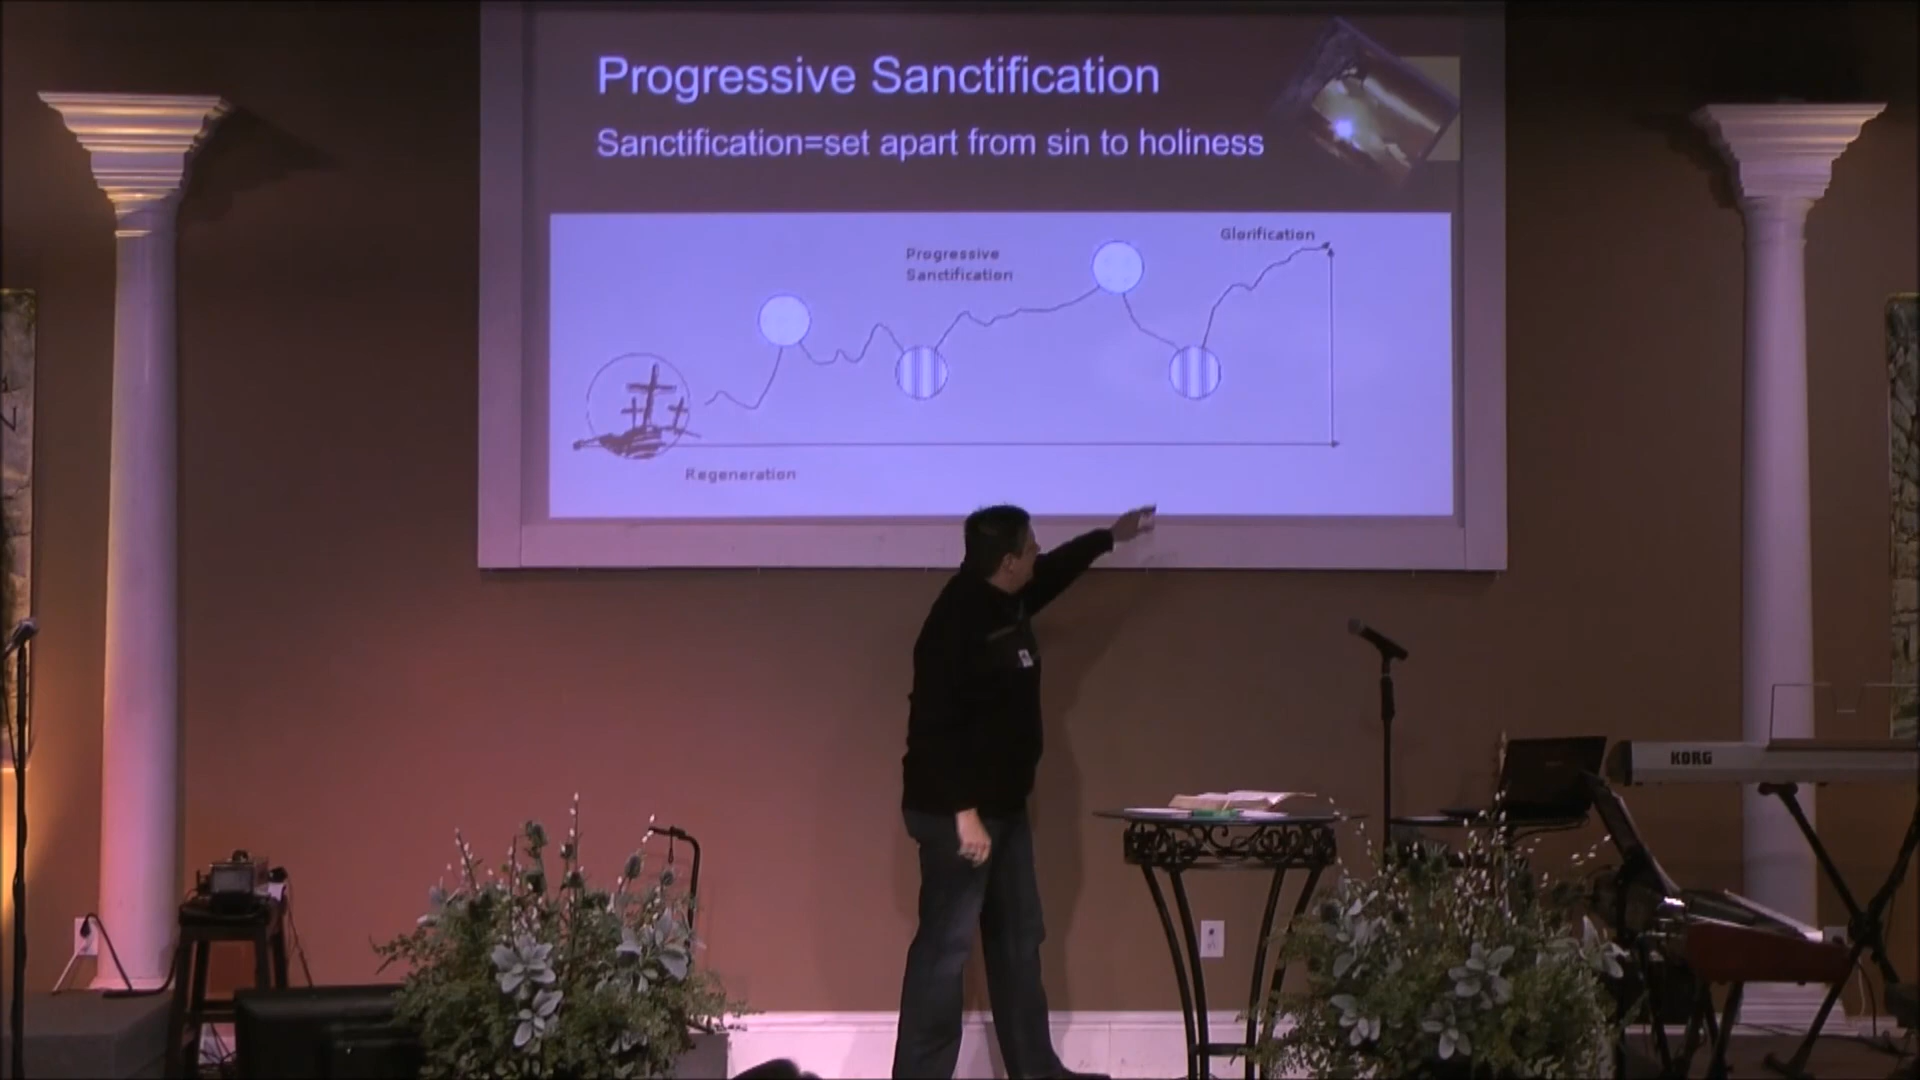 Progressive Sanctification
Sanctification=set apart from sin to holiness
Glorification
Progressive
Sanctification
Regeneration
KORG